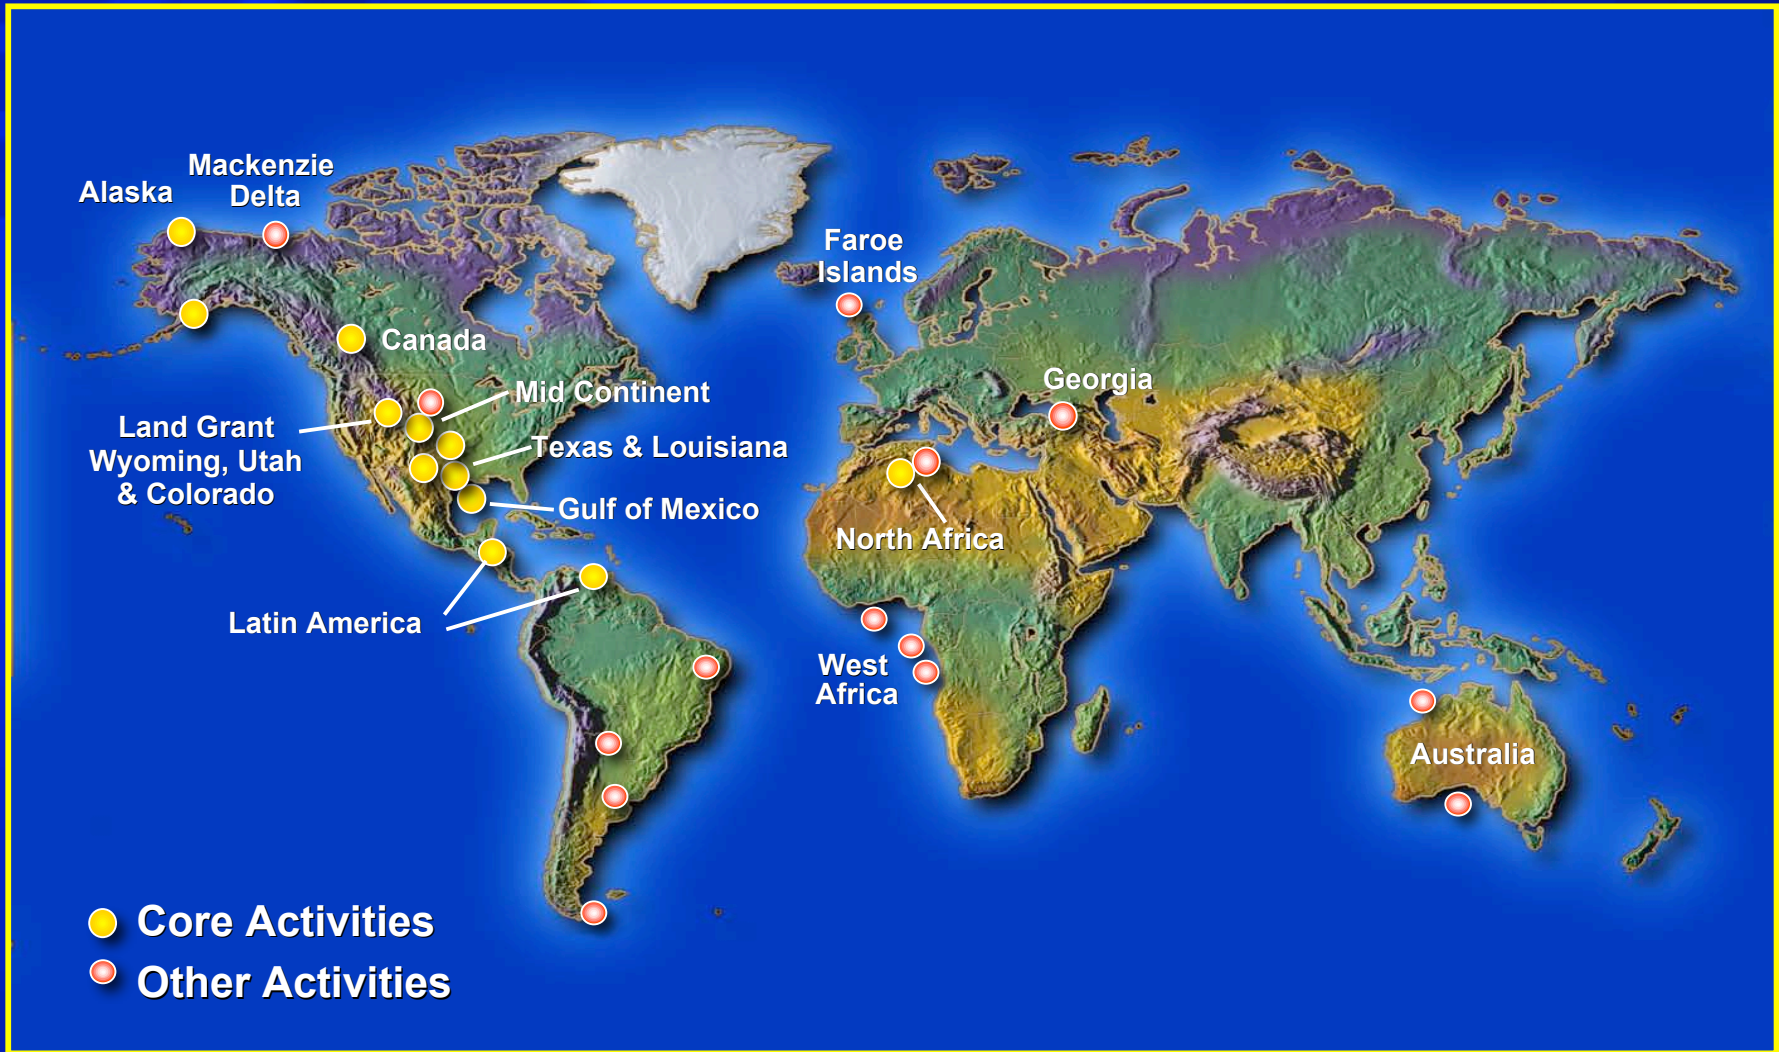 Mackenzie
Delta
Alaska
Faroe
Islands
Canada
Georgia
Mid Continent
Land Grant
Wyoming, Utah
& Colorado
Texas & Louisiana
Gulf of Mexico
North Africa
Latin America
West
Africa
Australia
Core Activities
Other Activities